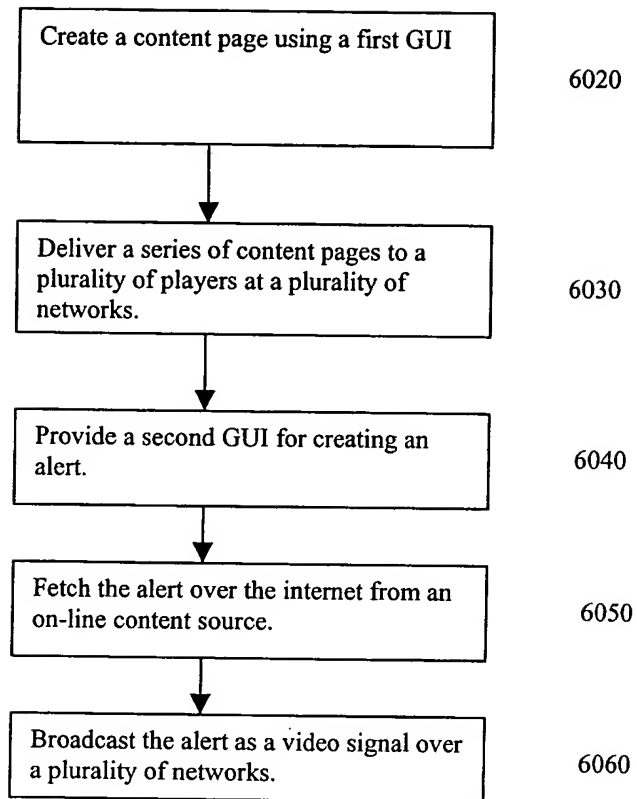 Create a content page using a first GUI
6020
Deliver a series of content pages to a
plurality of players at a plurality of
networks.
6030
Provide a second GUI for creating an
alert.
6040
Fetch the alert over the internet from an
on-line content source.
6050
Broadcast the alert as a video signal over
a plurality of networks.
6060